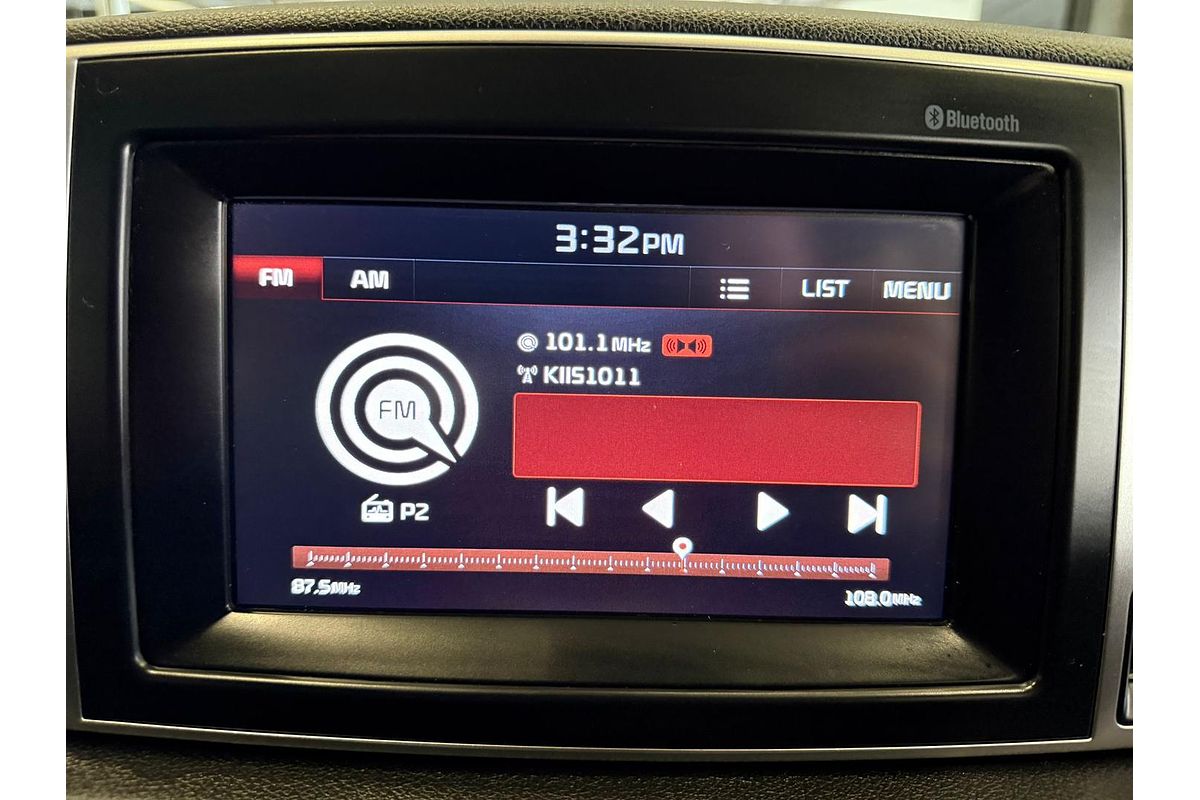 Bluetooth
3:32PM
FM AM LIST MENU
101.1MHz
KIIS1011
FM
P2
87.5MHz 108.0MHz